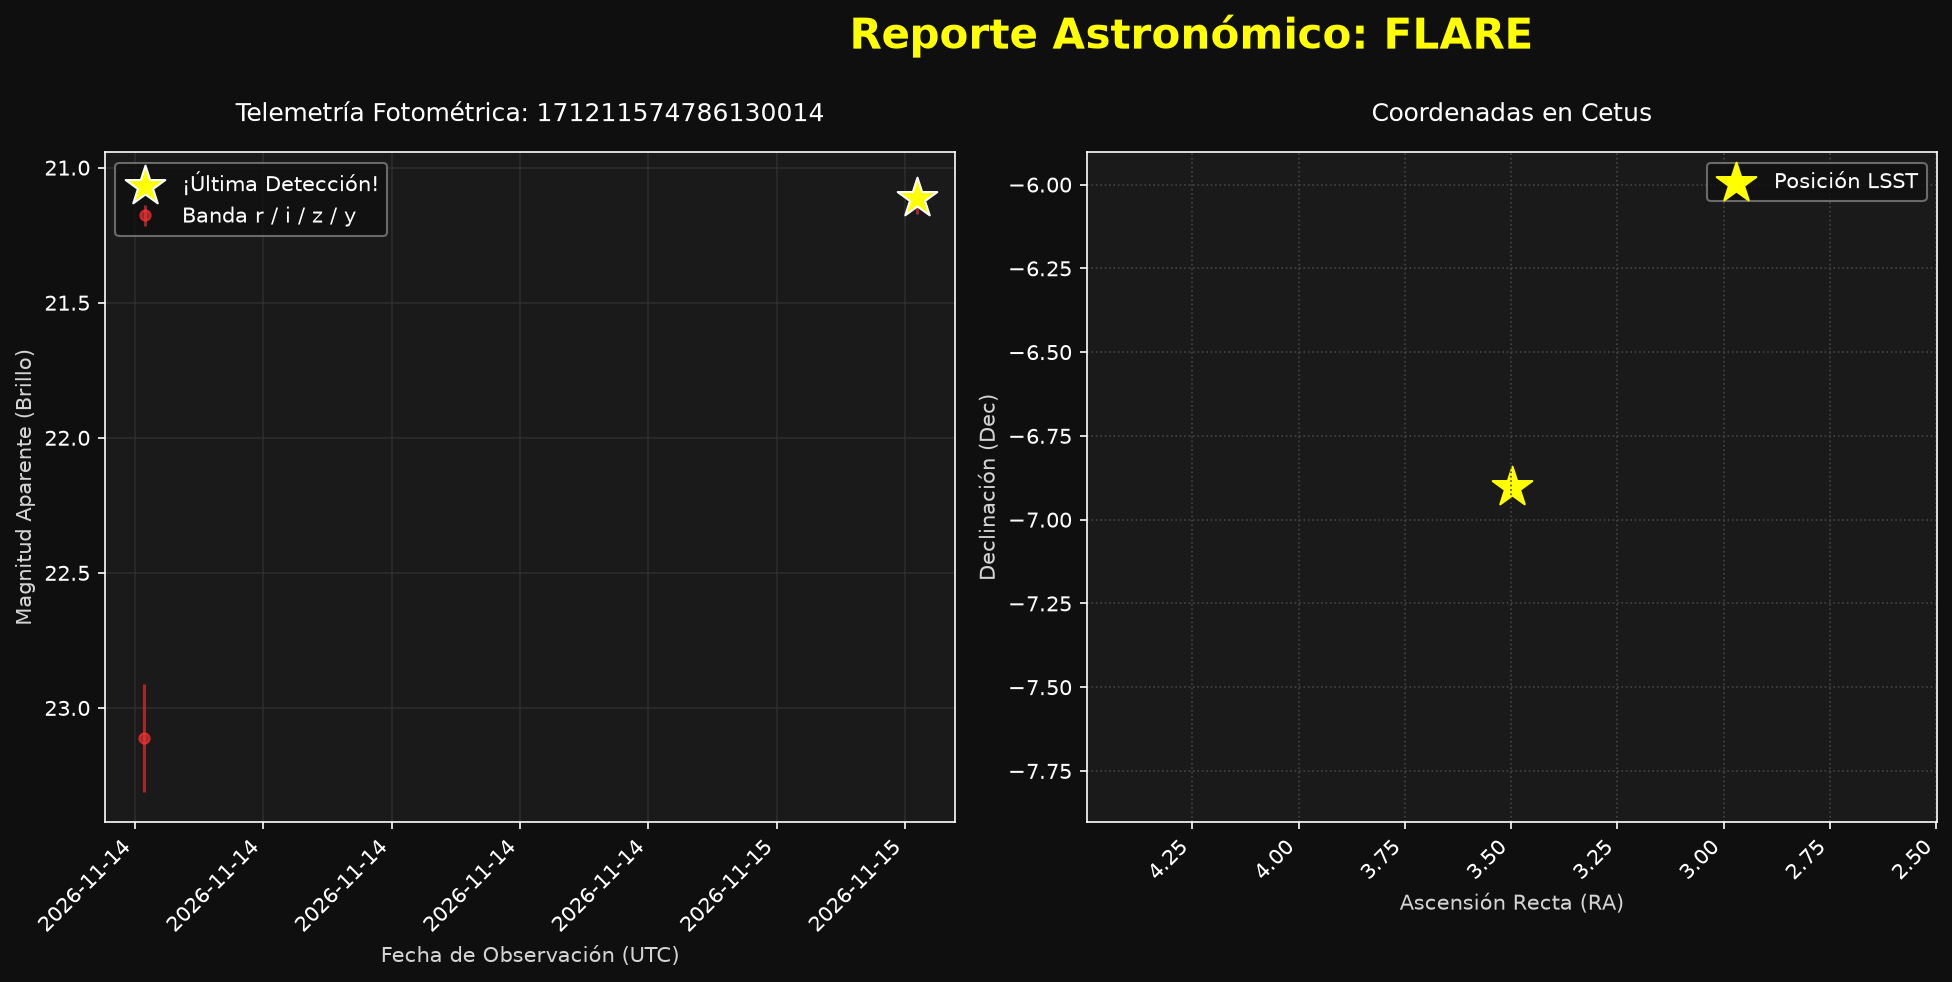 Reporte Astronómico: FLARE
Telemetría Fotométrica: 171211574786130014
¡Última Detección!
Banda r / i / z / y
21.0
21.5
22.0
22.5
23.0
Magnitud Aparente (Brillo)
2026-11-14
2026-11-14
2026-11-14
2026-11-14
2026-11-14
2026-11-15
2026-11-15
Fecha de Observación (UTC)
Coordenadas en Cetus
Posición LSST
−6.00
−6.25
−6.50
−6.75
−7.00
−7.25
−7.50
−7.75
Declinación (Dec)
4.25
4.00
3.75
3.50
3.25
3.00
2.75
2.50
Ascensión Recta (RA)